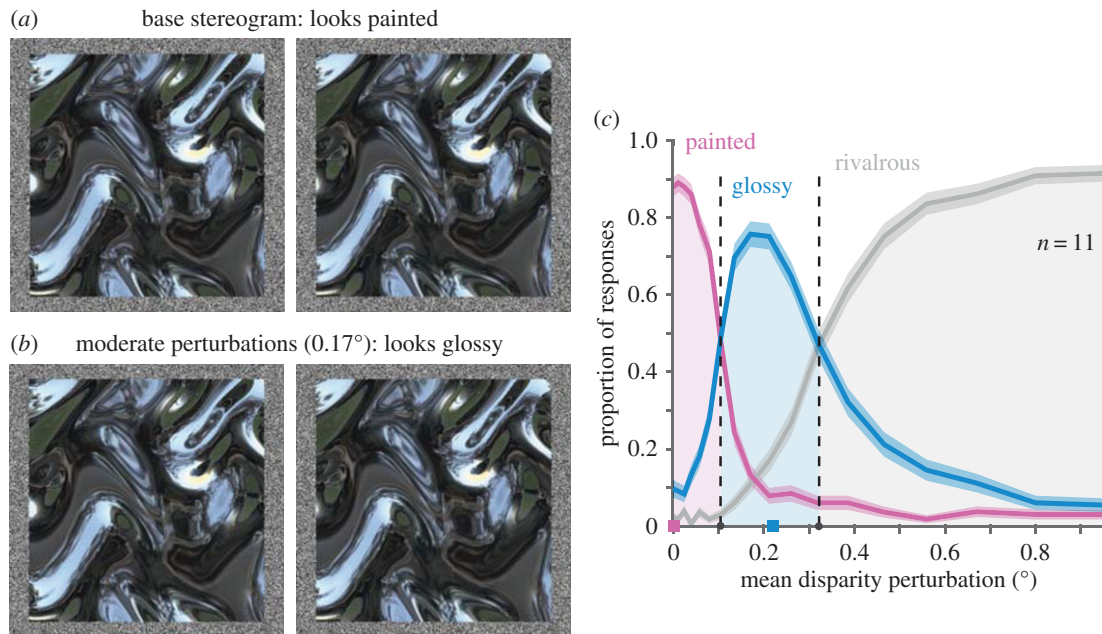 (a) base stereogram: looks painted
(b) moderate perturbations (0.17°): looks glossy
(c)
1.0
0.8
0.6
0.4
0.2
0
proportion of responses
painted
glossy
rivalrous
n = 11
0 0.2 0.4 0.6 0.8
mean disparity perturbation (°)